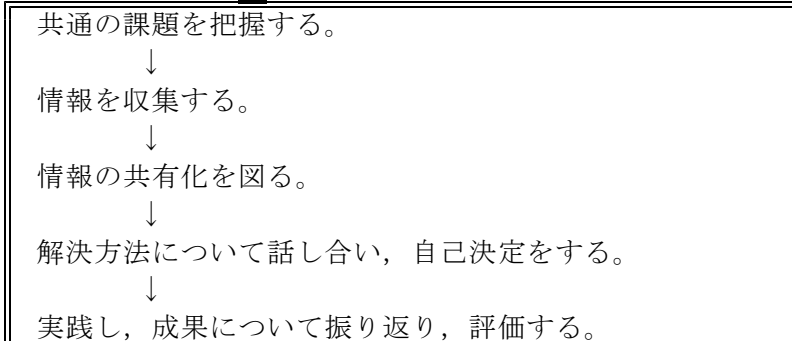 共通の課題を把握する。
↓
情報を収集する。
↓
情報の共有化を図る。
↓
解決方法について話し合い，自己決定をする。
↓
実践し，成果について振り返り，評価する。